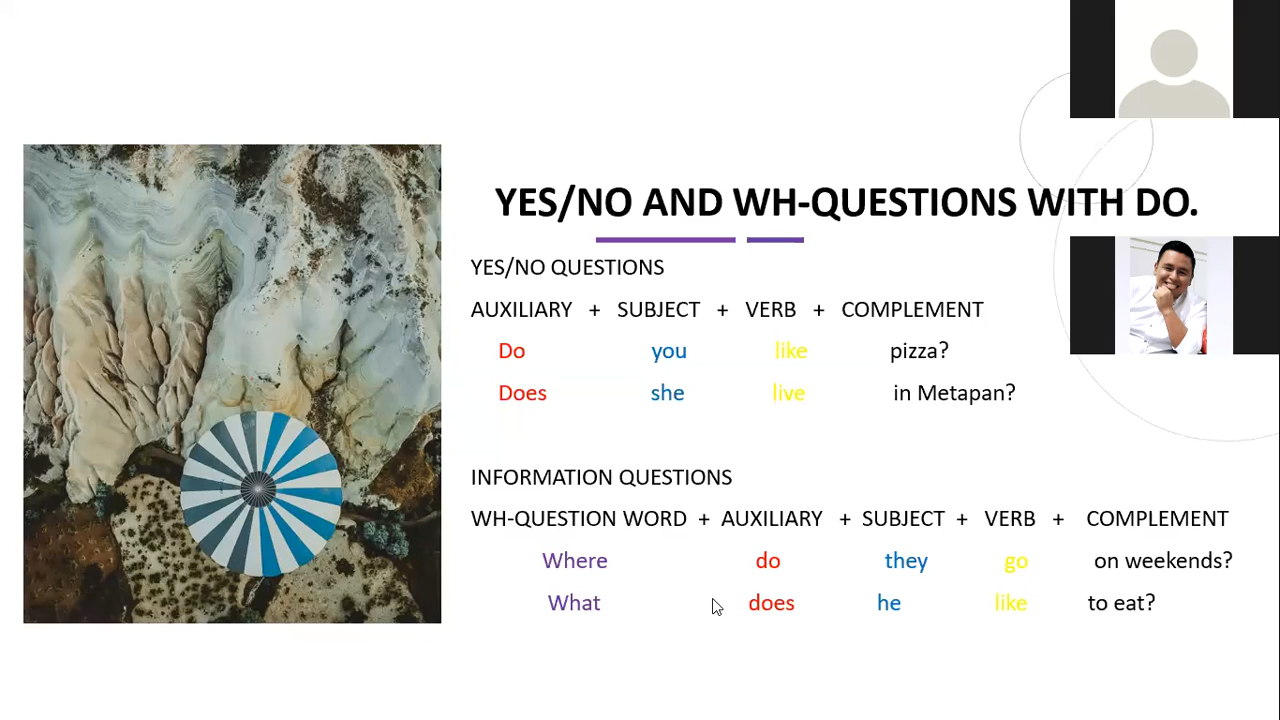 YES/NO AND WH-QUESTIONS WITH DO.
YES/NO QUESTIONS
AUXILIARY + SUBJECT + VERB + COMPLEMENT
Do you like pizza?
Does she live in Metapan?
INFORMATION QUESTIONS
WH-QUESTION WORD + AUXILIARY + SUBJECT + VERB + COMPLEMENT
Where do they go on weekends?
What does he like to eat?